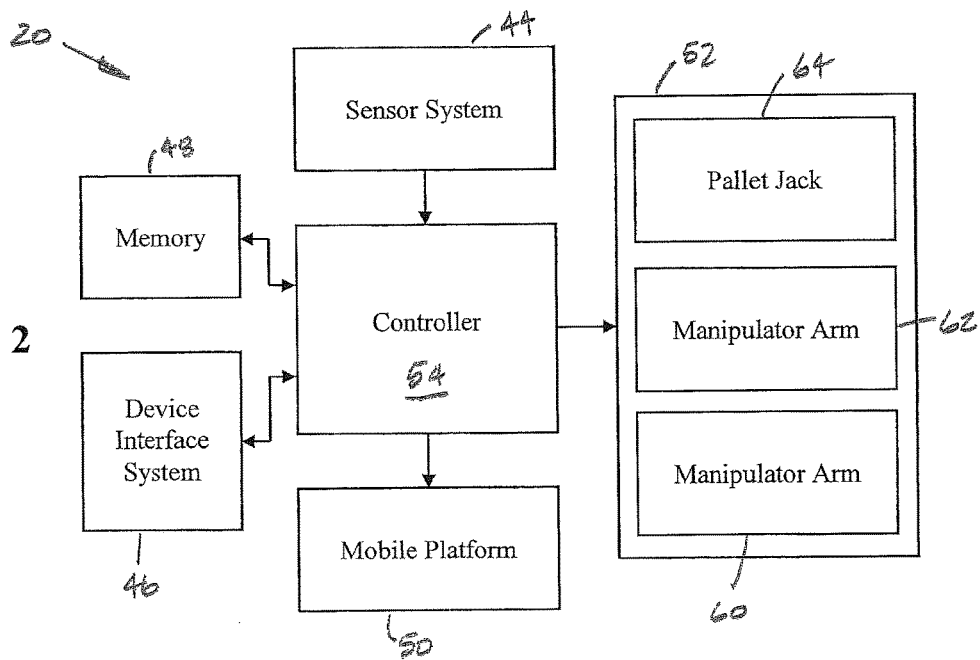 20
44
Sensor System
52
64
Pallet Jack
48
Memory
2
Controller
54
Manipulator Arm
62
Device
Interface
System
46
Manipulator Arm
60
Mobile Platform
50